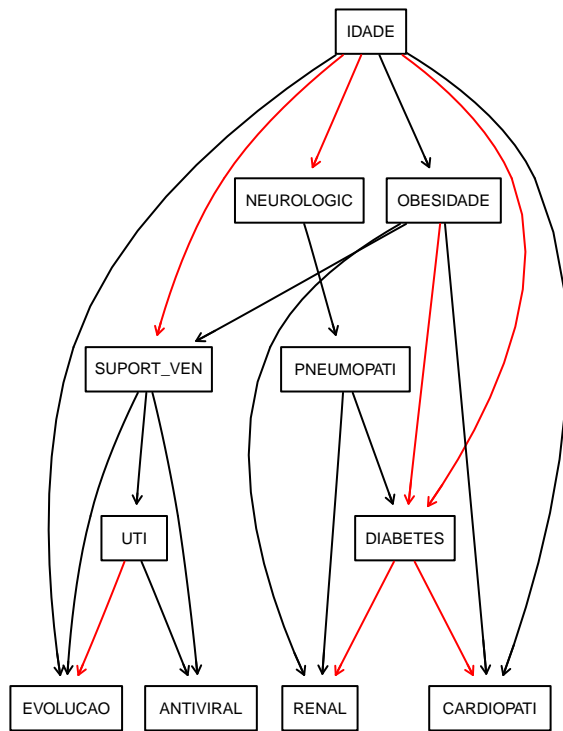 IDADE
NEUROLOGIC
OBESIDADE
SUPORT_VEN
PNEUMOPATI
UTI
DIABETES
EVOLUCAO
ANTIVIRAL
RENAL
CARDIOPATI